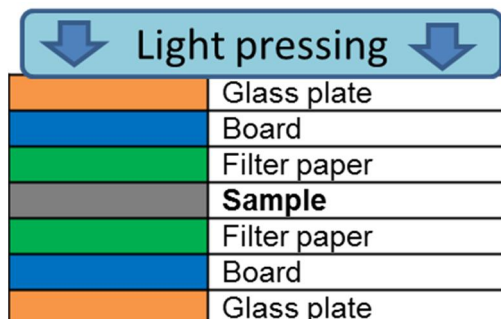 Light pressing
Glass plate
Board
Filter paper
Sample
Filter paper
Board
Glass plate